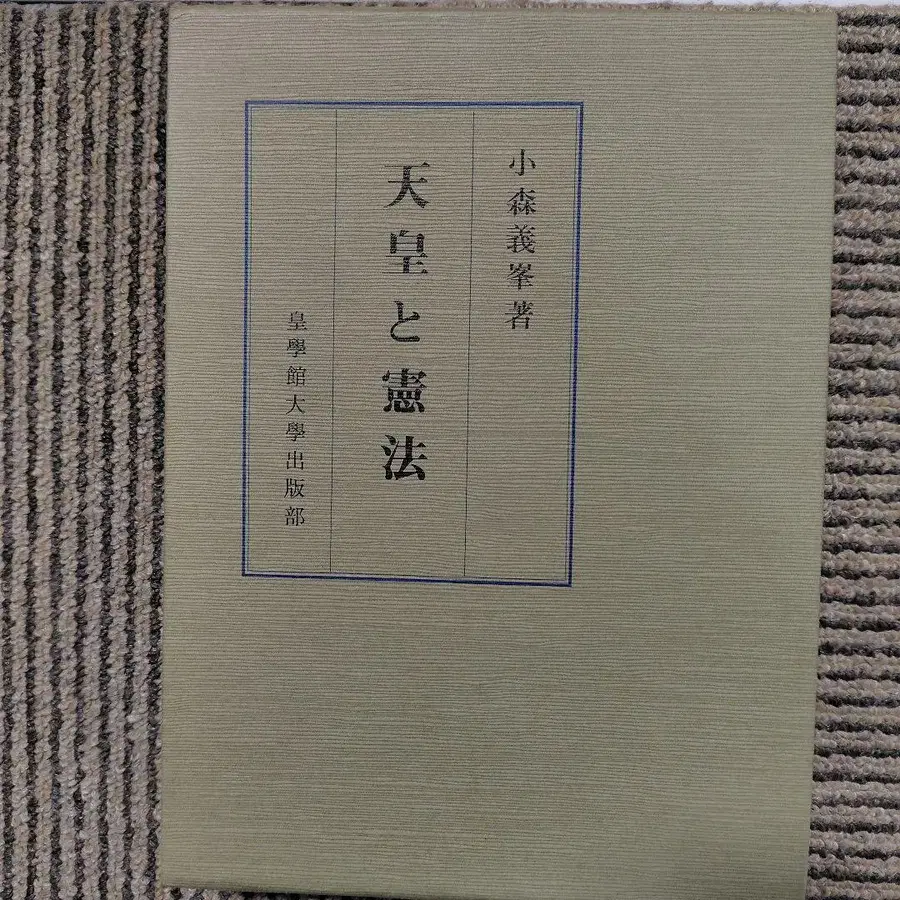 小森義峯著
天皇と憲法
皇學館大學出版部